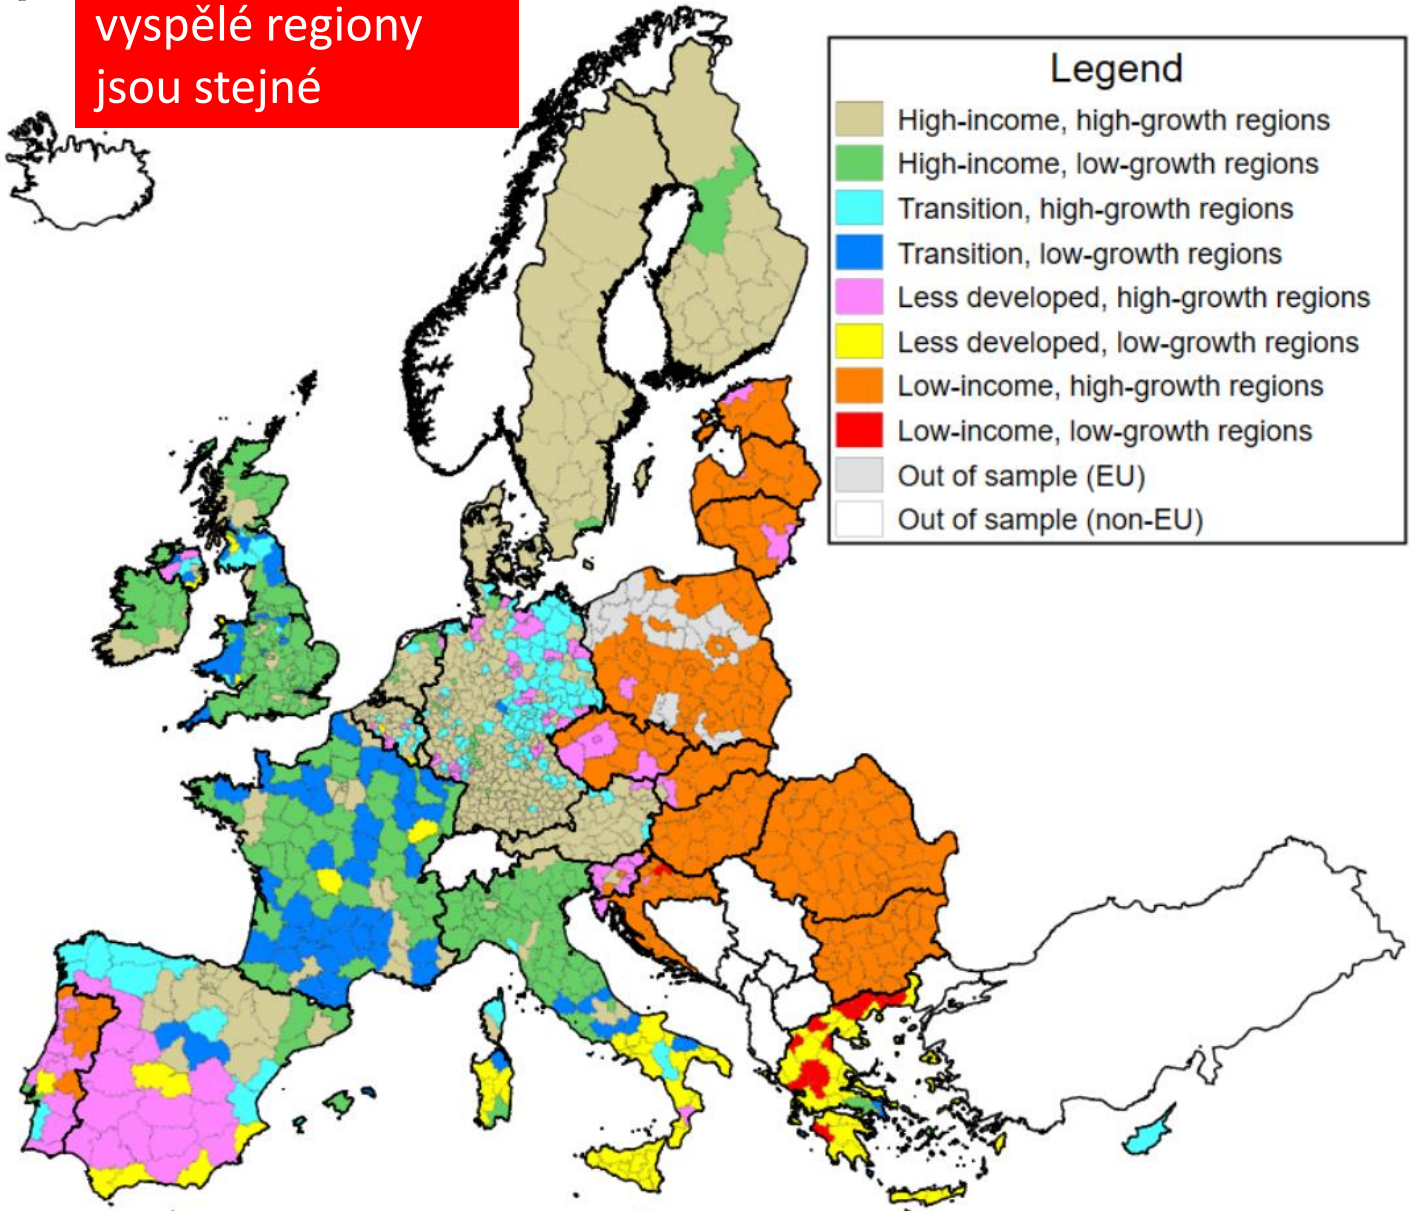 vyspělé regiony
jsou stejné
Legend
High-income, high-growth regions
High-income, low-growth regions
Transition, high-growth regions
Transition, low-growth regions
Less developed, high-growth regions
Less developed, low-growth regions
Low-income, high-growth regions
Low-income, low-growth regions
Out of sample (EU)
Out of sample (non-EU)